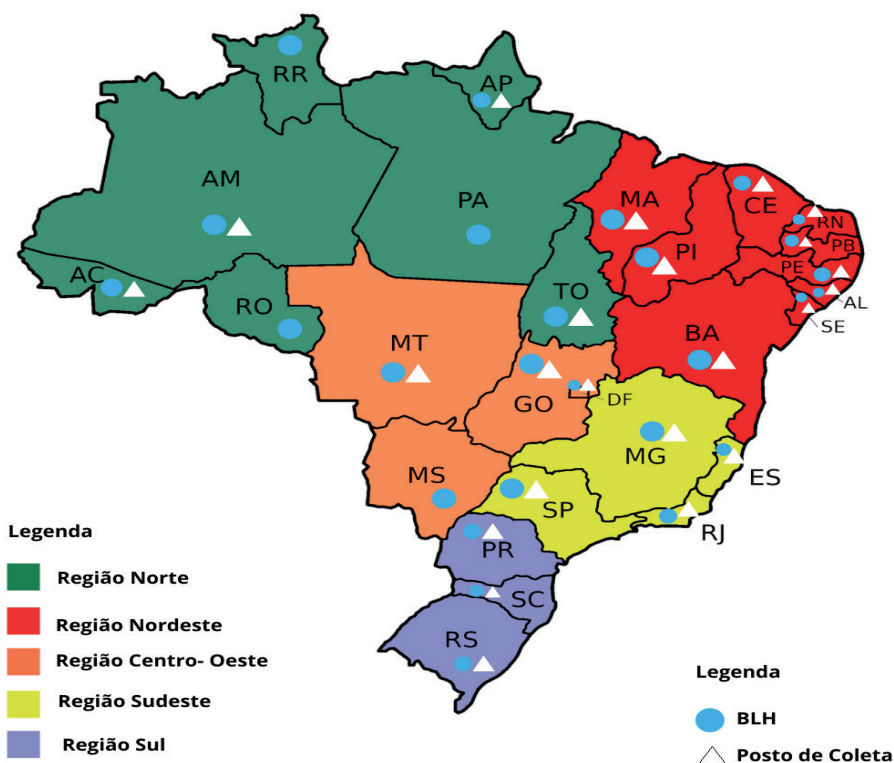 RR
AP
AM
PA
MA
CE
RN
PI
PB
PE
AC
TO
AL
RO
SE
BA
MT
DF
GO
MG
ES
MS
SP
RJ
PR
SC
RS
Legenda
Região Norte
Região Nordeste
Região Centro- Oeste
Região Sudeste
Região Sul
Legenda
BLH
Posto de Coleta